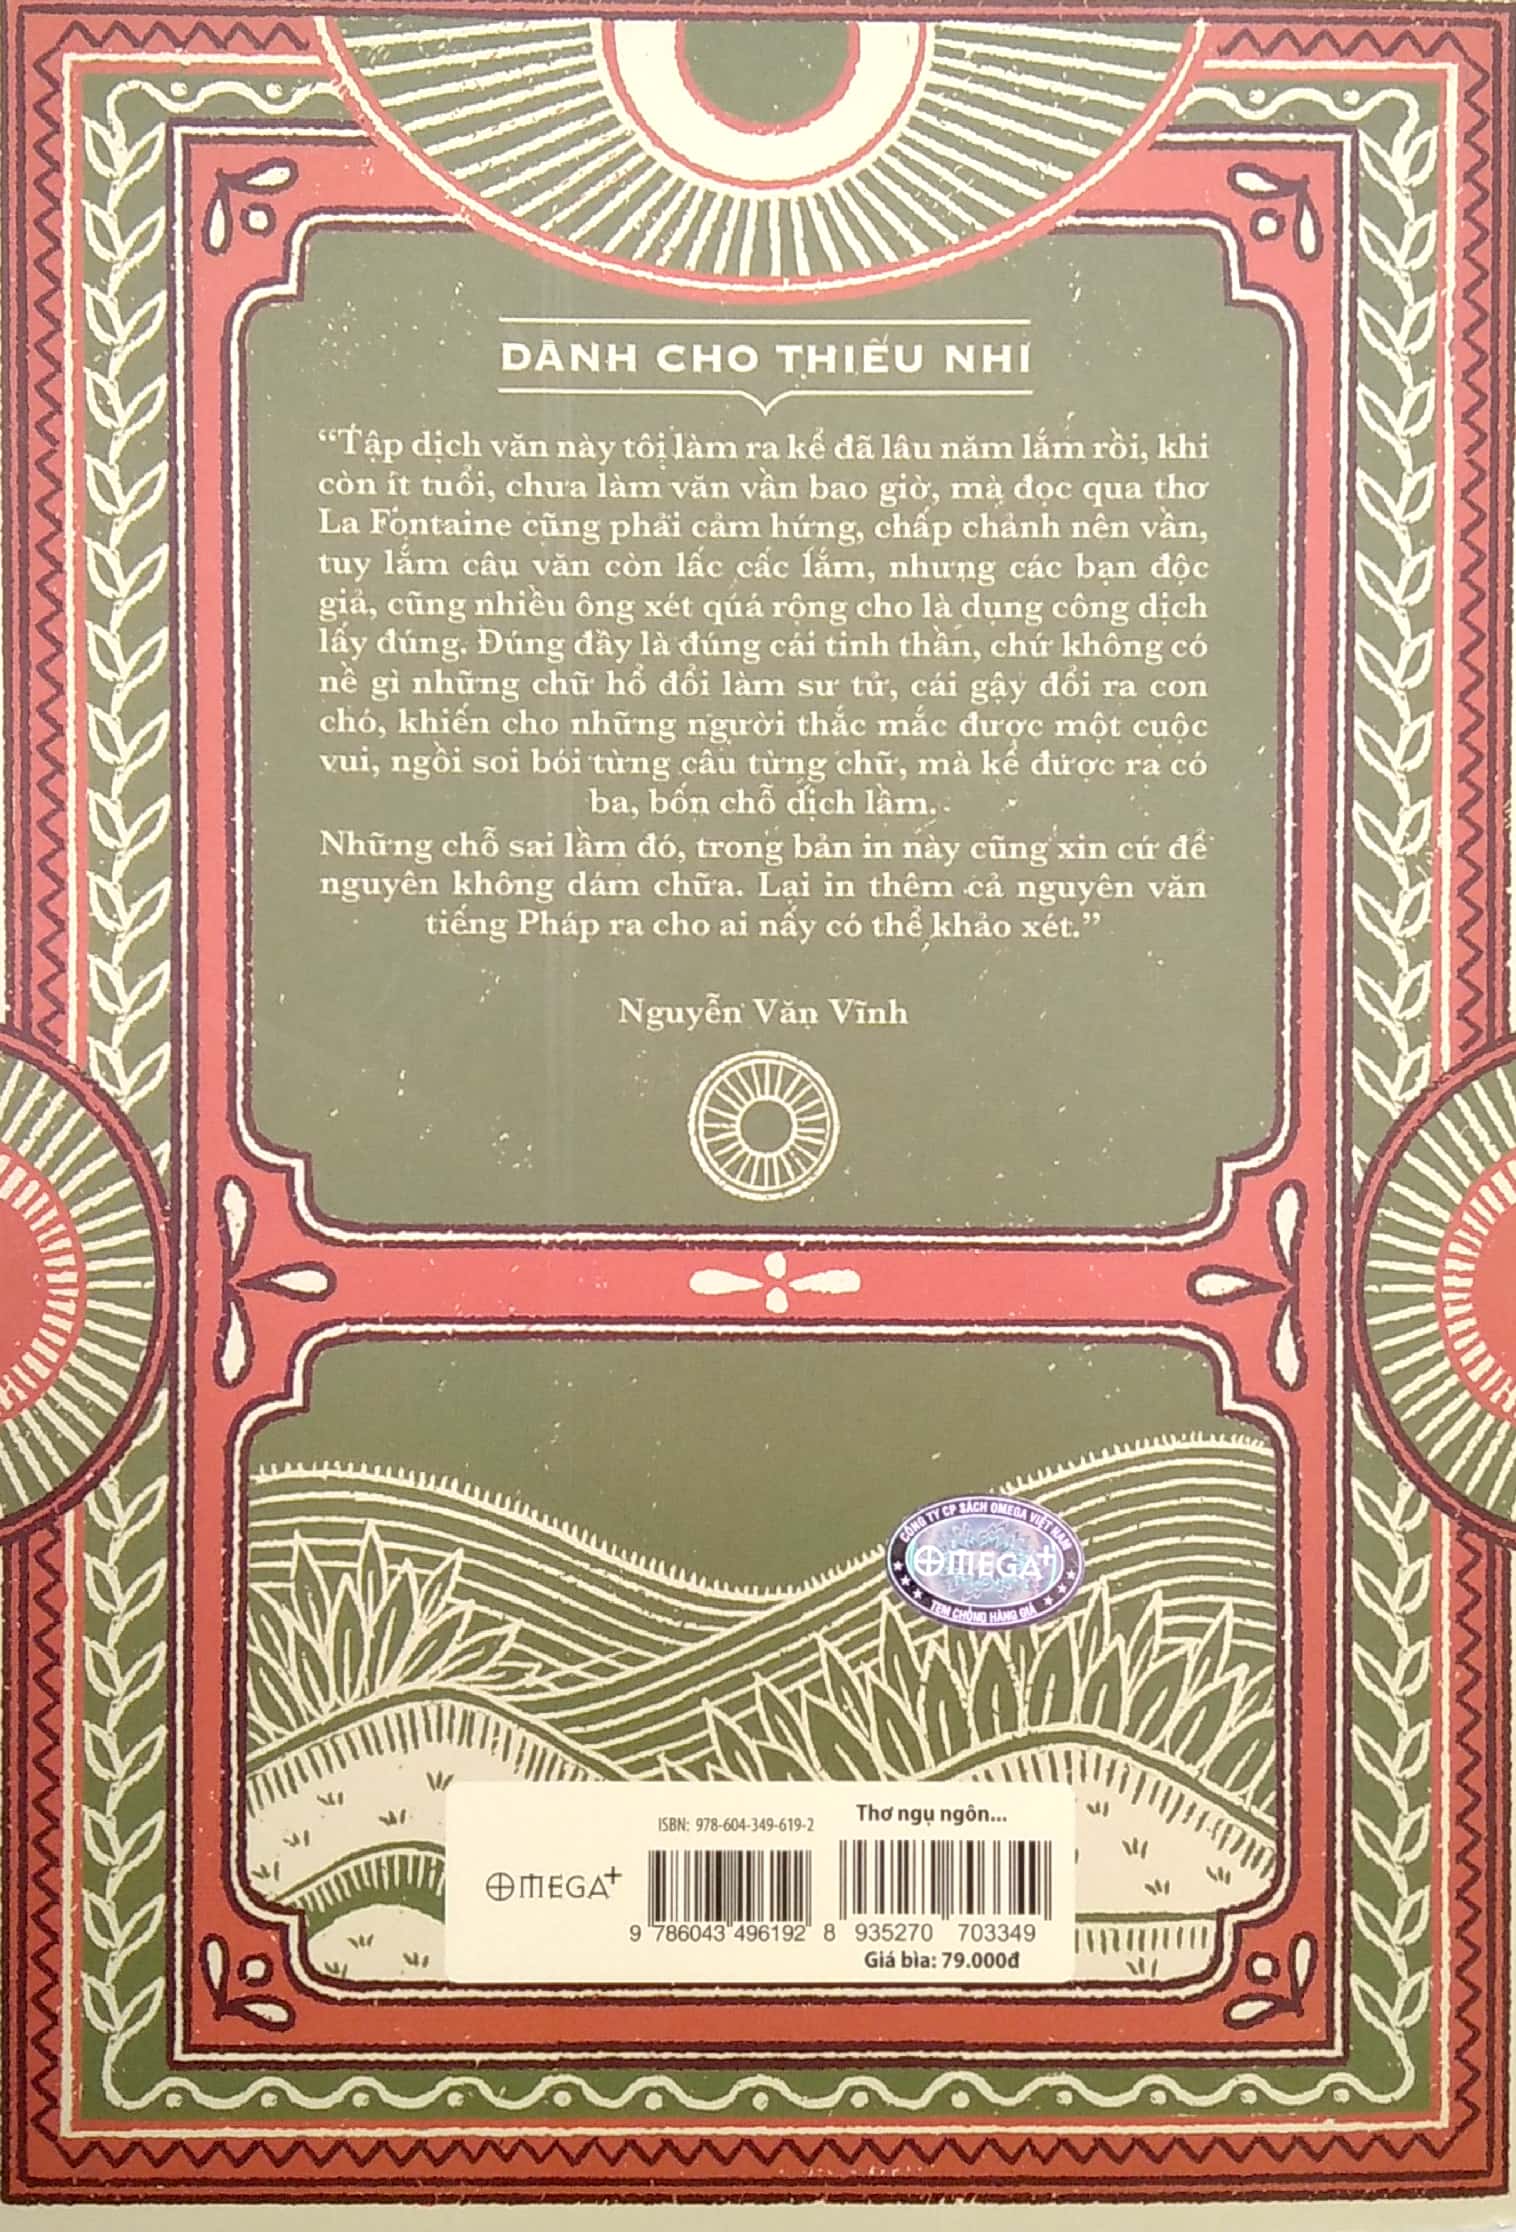 DÀNH CHO THIẾU NHI
“Tập dịch văn này tôi làm ra kể đã lâu năm lắm rồi, khi
còn ít tuổi, chưa làm văn vần bao giờ, mà đọc qua thơ
La Fontaine cũng phải cảm hứng, chấp chảnh nên vần,
tuy lắm câu văn còn lấc cấc lắm, nhưng các bạn độc
giả, cũng nhiều ông xét quá rộng cho là dụng công dịch
lấy đúng. Đúng đây là đúng cái tinh thần, chứ không có
nề gì những chữ hổ đổi làm sư tử, cái gậy đổi ra con
chó, khiến cho những người thắc mắc được một cuộc
vui, ngồi soi bói từng câu từng chữ, mà kể được ra có
ba, bốn chỗ dịch lầm.
Những chỗ sai lầm đó, trong bản in này cũng xin cứ để
nguyên không dám chữa. Lại in thêm cả nguyên văn
tiếng Pháp ra cho ai nấy có thể khảo xét.”
Nguyễn Văn Vĩnh
CÔNG TY CP SÁCH OMEGA VIỆT NAM
OMEGA+
TEM CHỐNG HÀNG GIẢ
ISBN: 978-604-349-619-2
Thơ ngụ ngôn...
OMEGA+
9 786043 496192
8 935270 703349
Giá bìa: 79.000đ